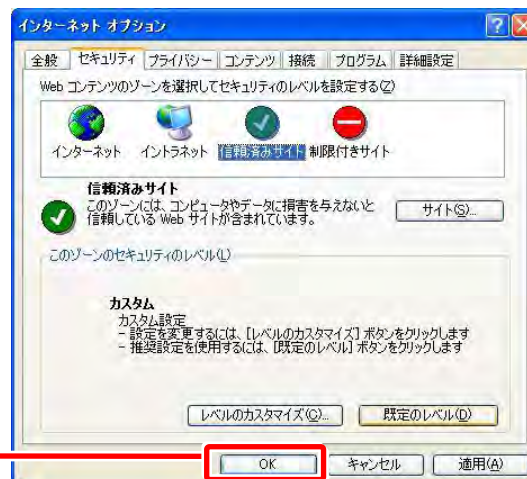 インターネット オプション
全般 セキュリティ プライバシー コンテンツ 接続 プログラム 詳細設定
Web コンテンツのゾーンを選択してセキュリティのレベルを設定する(Z)
インターネット イントラネット 信頼済みサイト 制限付きサイト
信頼済みサイト
このゾーンには、コンピュータやデータに損害を与えないと
信頼している Web サイトが含まれています。
サイト(S)...
このゾーンのセキュリティのレベル(L)
カスタム
カスタム設定
- 設定を変更するには、[レベルのカスタマイズ] ボタンをクリックします
- 推奨設定を使用するには、[既定のレベル] ボタンをクリックします
レベルのカスタマイズ(C)... 既定のレベル(D)
OK キャンセル 適用(A)